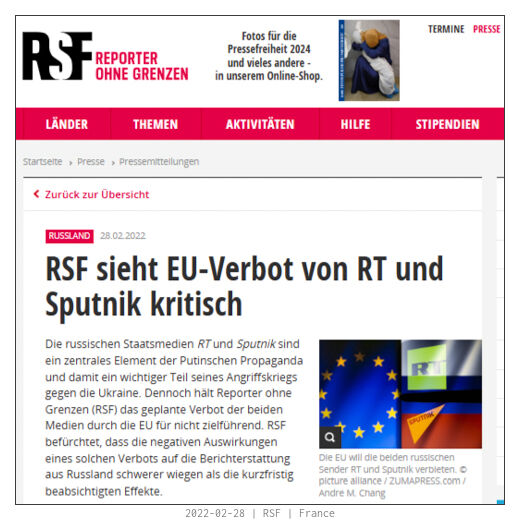 RSF REPORTER
OHNE GRENZEN
Fotos für die
Pressefreiheit 2024
und vieles andere -
in unserem Online-Shop.
TERMINE PRESSE
LÄNDER THEMEN AKTIVITÄTEN HILFE STIPENDIEN
Startseite > Presse > Pressemitteilungen
Zurück zur Übersicht
RUSSLAND 28.02.2022
RSF sieht EU-Verbot von RT und
Sputnik kritisch
Die russischen Staatsmedien RT und Sputnik sind
ein zentrales Element der Putinschen Propaganda
und damit ein wichtiger Teil seines Angriffskriegs
gegen die Ukraine. Dennoch hält Reporter ohne
Grenzen (RSF) das geplante Verbot der beiden
Medien durch die EU für nicht zielführend. RSF
befürchtet, dass die negativen Auswirkungen
eines solchen Verbots auf die Berichterstattung
aus Russland schwerer wiegen als die kurzfristig
beabsichtigten Effekte.
RT
SPUTNIK
Die EU will die beiden russischen
Sender RT und Sputnik verbieten. ©
picture alliance / ZUMAPRESS.com /
Andre M. Chang
2022-02-28 | RSF | France